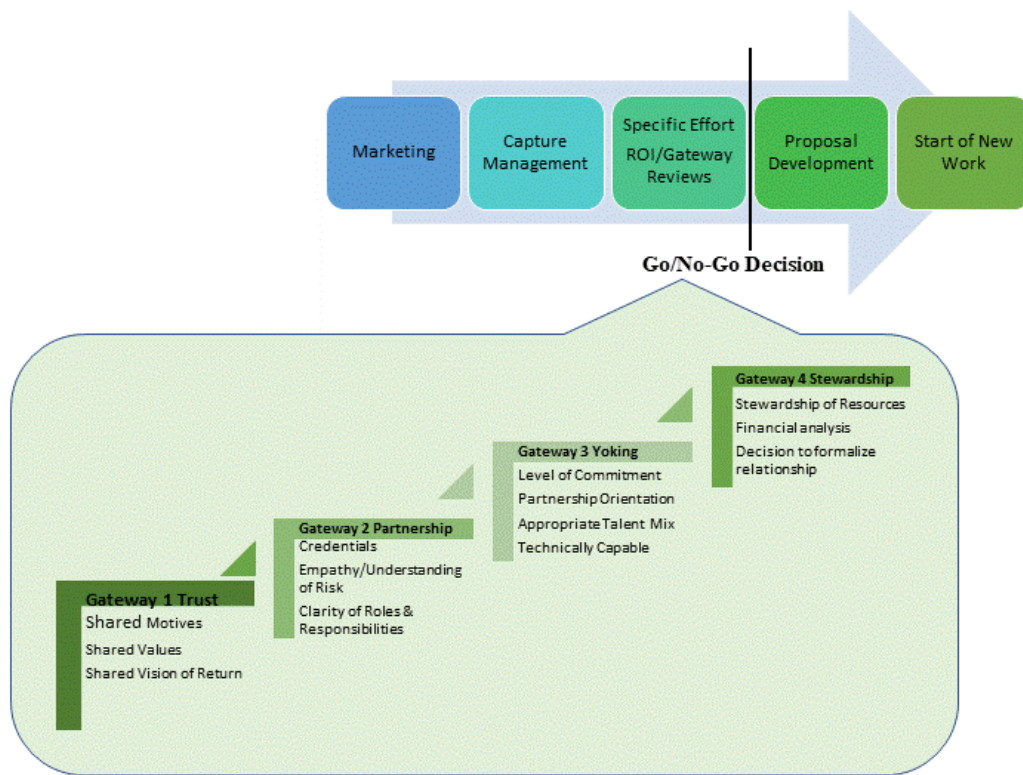 Marketing
Capture
Management
Specific Effort
ROI/Gateway
Reviews
Proposal
Development
Start of New
Work
Go/No-Go Decision
Gateway 1 Trust
Shared Motives
Shared Values
Shared Vision of Return
Gateway 2 Partnership
Credentials
Empathy/Understanding
of Risk
Clarity of Roles &
Responsibilities
Gateway 3 Yoking
Level of Commitment
Partnership Orientation
Appropriate Talent Mix
Technically Capable
Gateway 4 Stewardship
Stewardship of Resources
Financial analysis
Decision to formalize
relationship